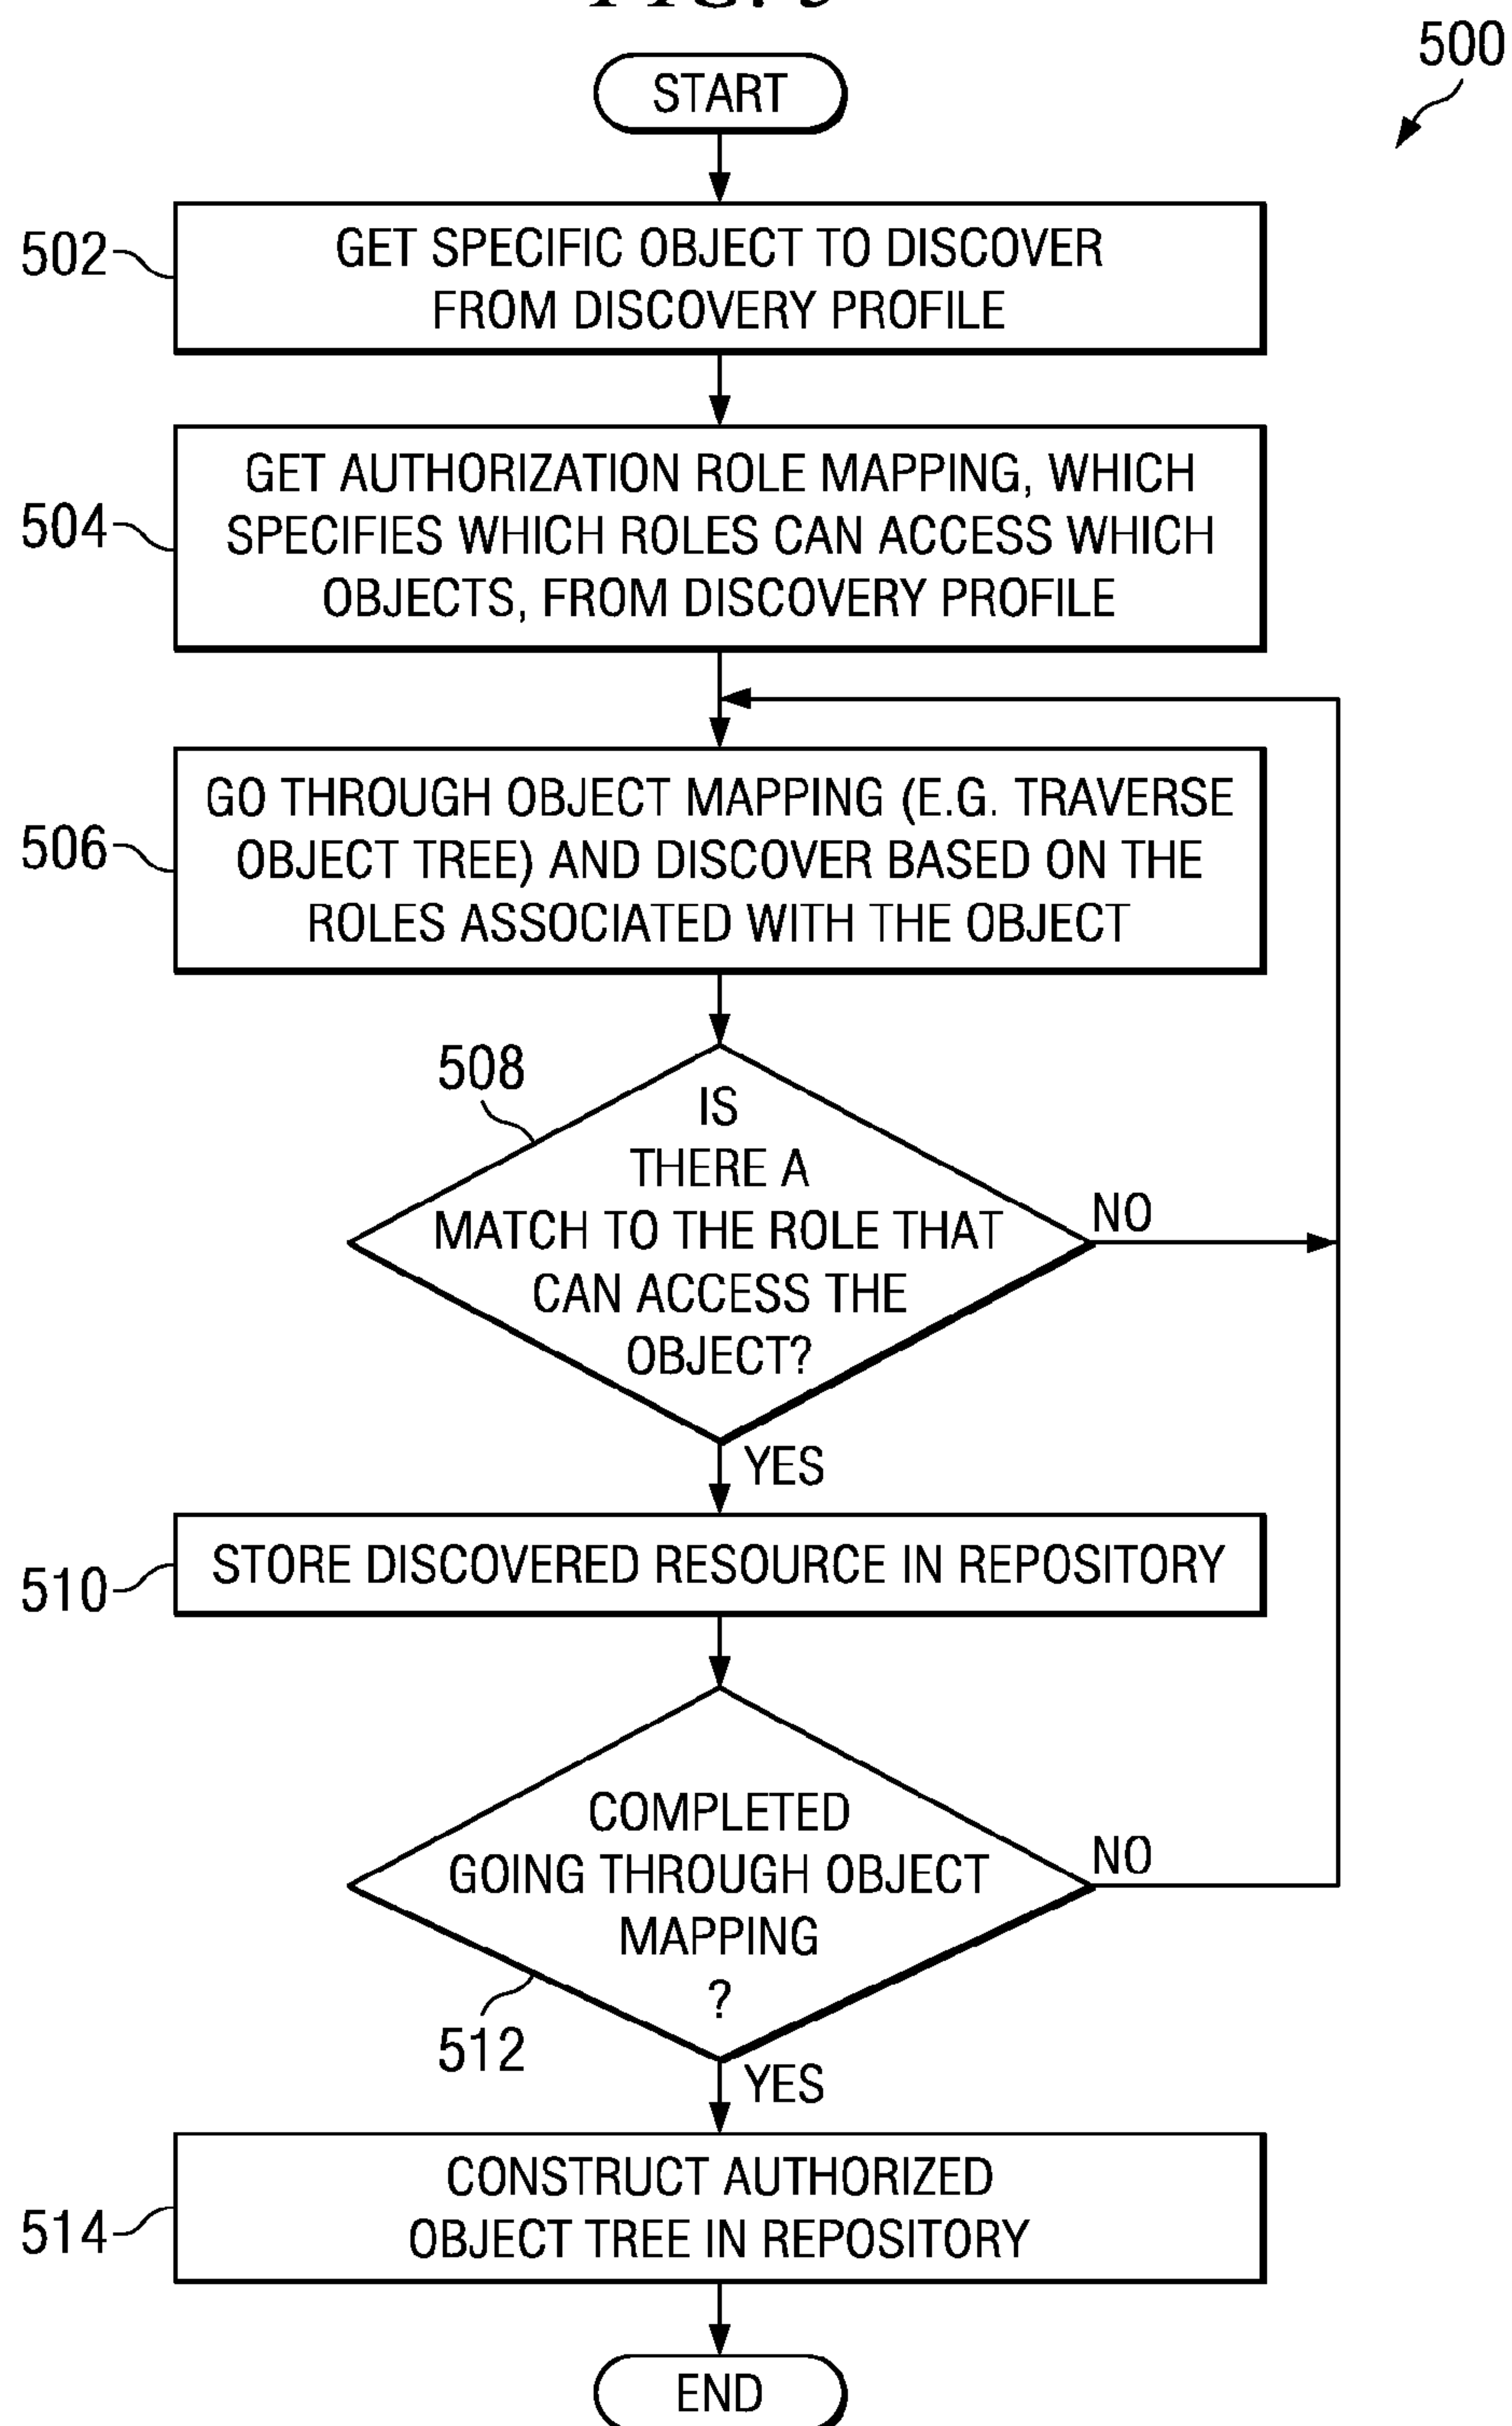 500
START
502
GET SPECIFIC OBJECT TO DISCOVER
FROM DISCOVERY PROFILE
504
GET AUTHORIZATION ROLE MAPPING, WHICH
SPECIFIES WHICH ROLES CAN ACCESS WHICH
OBJECTS, FROM DISCOVERY PROFILE
506
GO THROUGH OBJECT MAPPING (E.G. TRAVERSE
OBJECT TREE) AND DISCOVER BASED ON THE
ROLES ASSOCIATED WITH THE OBJECT
508
IS
THERE A
MATCH TO THE ROLE THAT
CAN ACCESS THE
OBJECT?
NO
YES
510
STORE DISCOVERED RESOURCE IN REPOSITORY
COMPLETED
GOING THROUGH OBJECT
MAPPING
?
NO
512
YES
514
CONSTRUCT AUTHORIZED
OBJECT TREE IN REPOSITORY
END